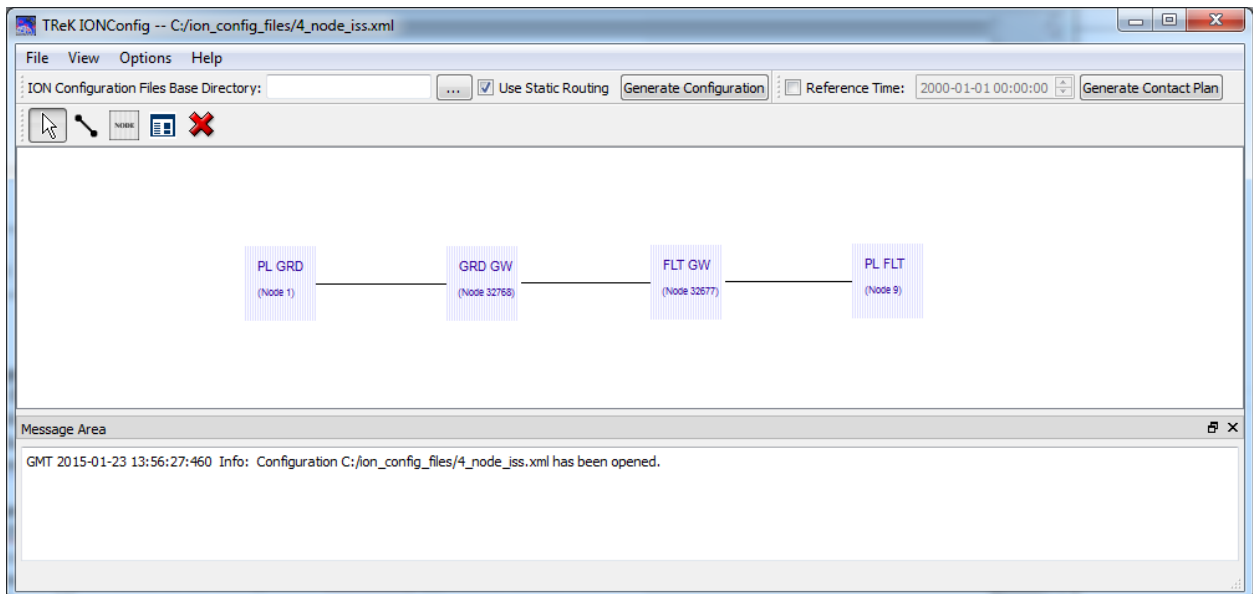 TReK IONConfig -- C:/ion_config_files/4_node_iss.xml
File View Options Help
ION Configuration Files Base Directory: ... Use Static Routing Generate Configuration Reference Time: 2000-01-01 00:00:00 Generate Contact Plan
NODE
PL GRD
(Node 1)
GRD GW
(Node 32768)
FLT GW
(Node 32677)
PL FLT
(Node 9)
Message Area
GMT 2015-01-23 13:56:27:460 Info: Configuration C:/ion_config_files/4_node_iss.xml has been opened.